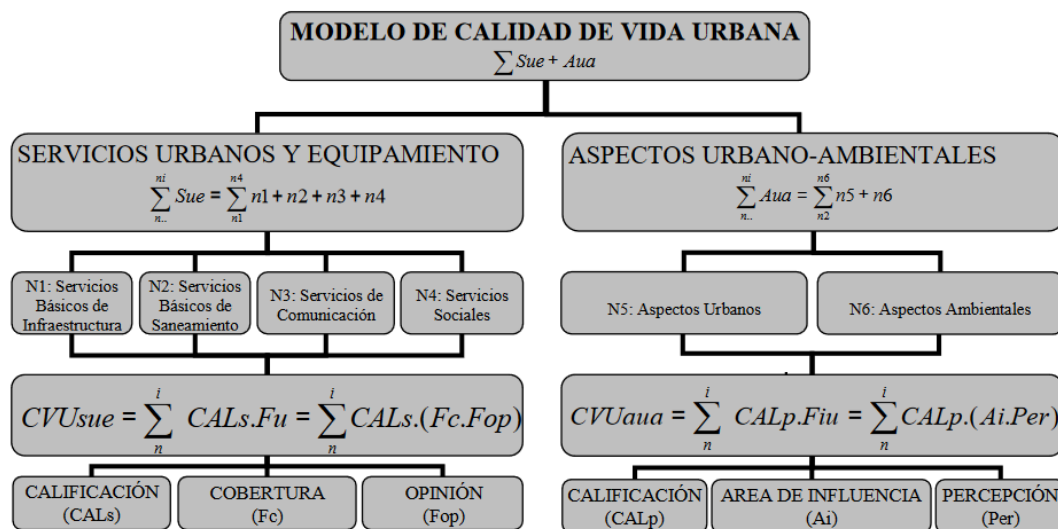 MODELO DE CALIDAD DE VIDA URBANA
∑ Sue + Aua
SERVICIOS URBANOS Y EQUIPAMIENTO
∑ni n.. Sue = ∑n4 n1 n1 + n2 + n3 + n4
ASPECTOS URBANO-AMBIENTALES
∑ni n.. Aua = ∑n6 n2 n5 + n6
N1: Servicios
Básicos de
Infraestructura
N2: Servicios
Básicos de
Saneamiento
N3: Servicios de
Comunicación
N4: Servicios
Sociales
N5: Aspectos Urbanos
N6: Aspectos Ambientales
CVUsue = ∑i n CALs.Fu = ∑i n CALs.(Fc.Fop)
CVUaua = ∑i n CALp.Fiu = ∑i n CALp.(Ai.Per)
CALIFICACIÓN
(CALs)
COBERTURA
(Fc)
OPINIÓN
(Fop)
CALIFICACIÓN
(CALp)
AREA DE INFLUENCIA
(Ai)
PERCEPCIÓN
(Per)